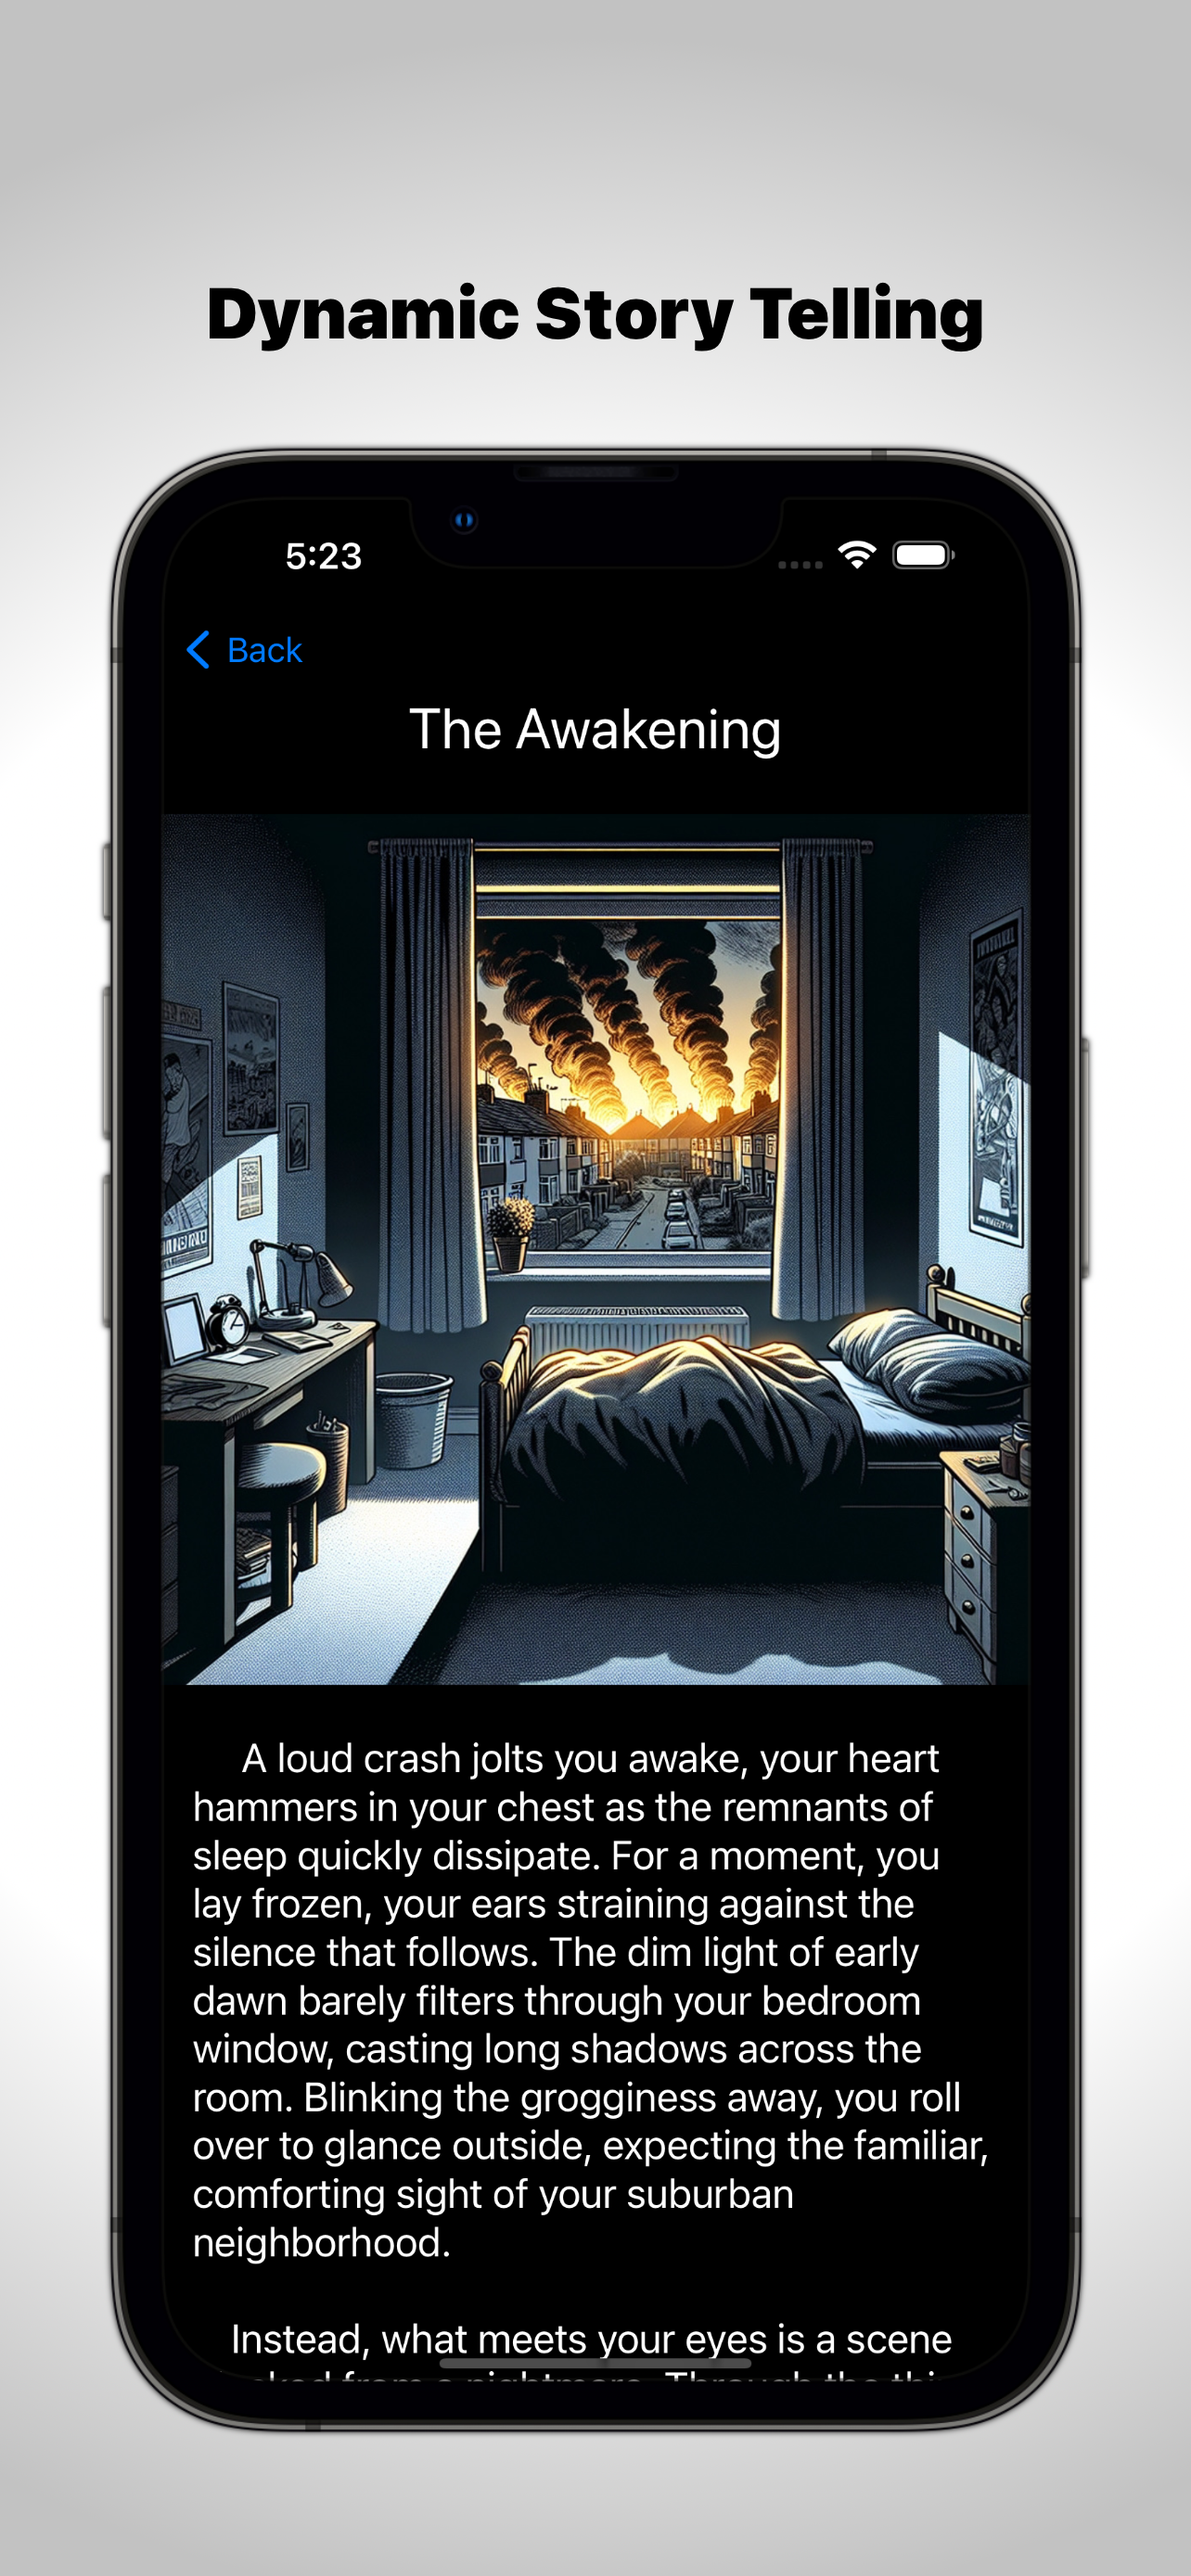 Dynamic Story Telling
5:23
Back
The Awakening
A loud crash jolts you awake, your heart
hammers in your chest as the remnants of
sleep quickly dissipate. For a moment, you
lay frozen, your ears straining against the
silence that follows. The dim light of early
dawn barely filters through your bedroom
window, casting long shadows across the
room. Blinking the grogginess away, you roll
over to glance outside, expecting the familiar,
comforting sight of your suburban
neighborhood.
Instead, what meets your eyes is a scene
from a nightmare. Through the